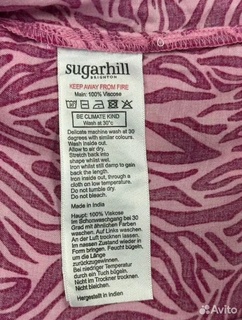 sugarhill
BRIGHTON
KEEP AWAY FROM FIRE
Main: 100% Viscose
BE CLIMATE KIND
Wash at 30°c
Delicate machine wash at 30
degrees with similar colours.
Wash inside out.
Allow to air dry.
Stretch back into
shape whilst wet.
Iron whilst still damp to gain
back the length.
Iron inside out, through a
cloth on low temperature.
Do not tumble dry.
Do not bleach.
Made in India
Haupt: 100% Viskose
Im Schonwaschgang bei 30
Grad mit ähnlichen Farben
waschen. Auf Links waschen
An der Luft trocknen lassen.
Im nassen Zustand wieder in
Form bringen. Noch
feucht bügeln,
um die Länge
zurückzugewinnen.
Bei niedriger Temperatur
durch ein Tuch bügeln.
Nicht im Trockner trocknen.
Nicht bleichen.
Hergestellt in Indien
Avito